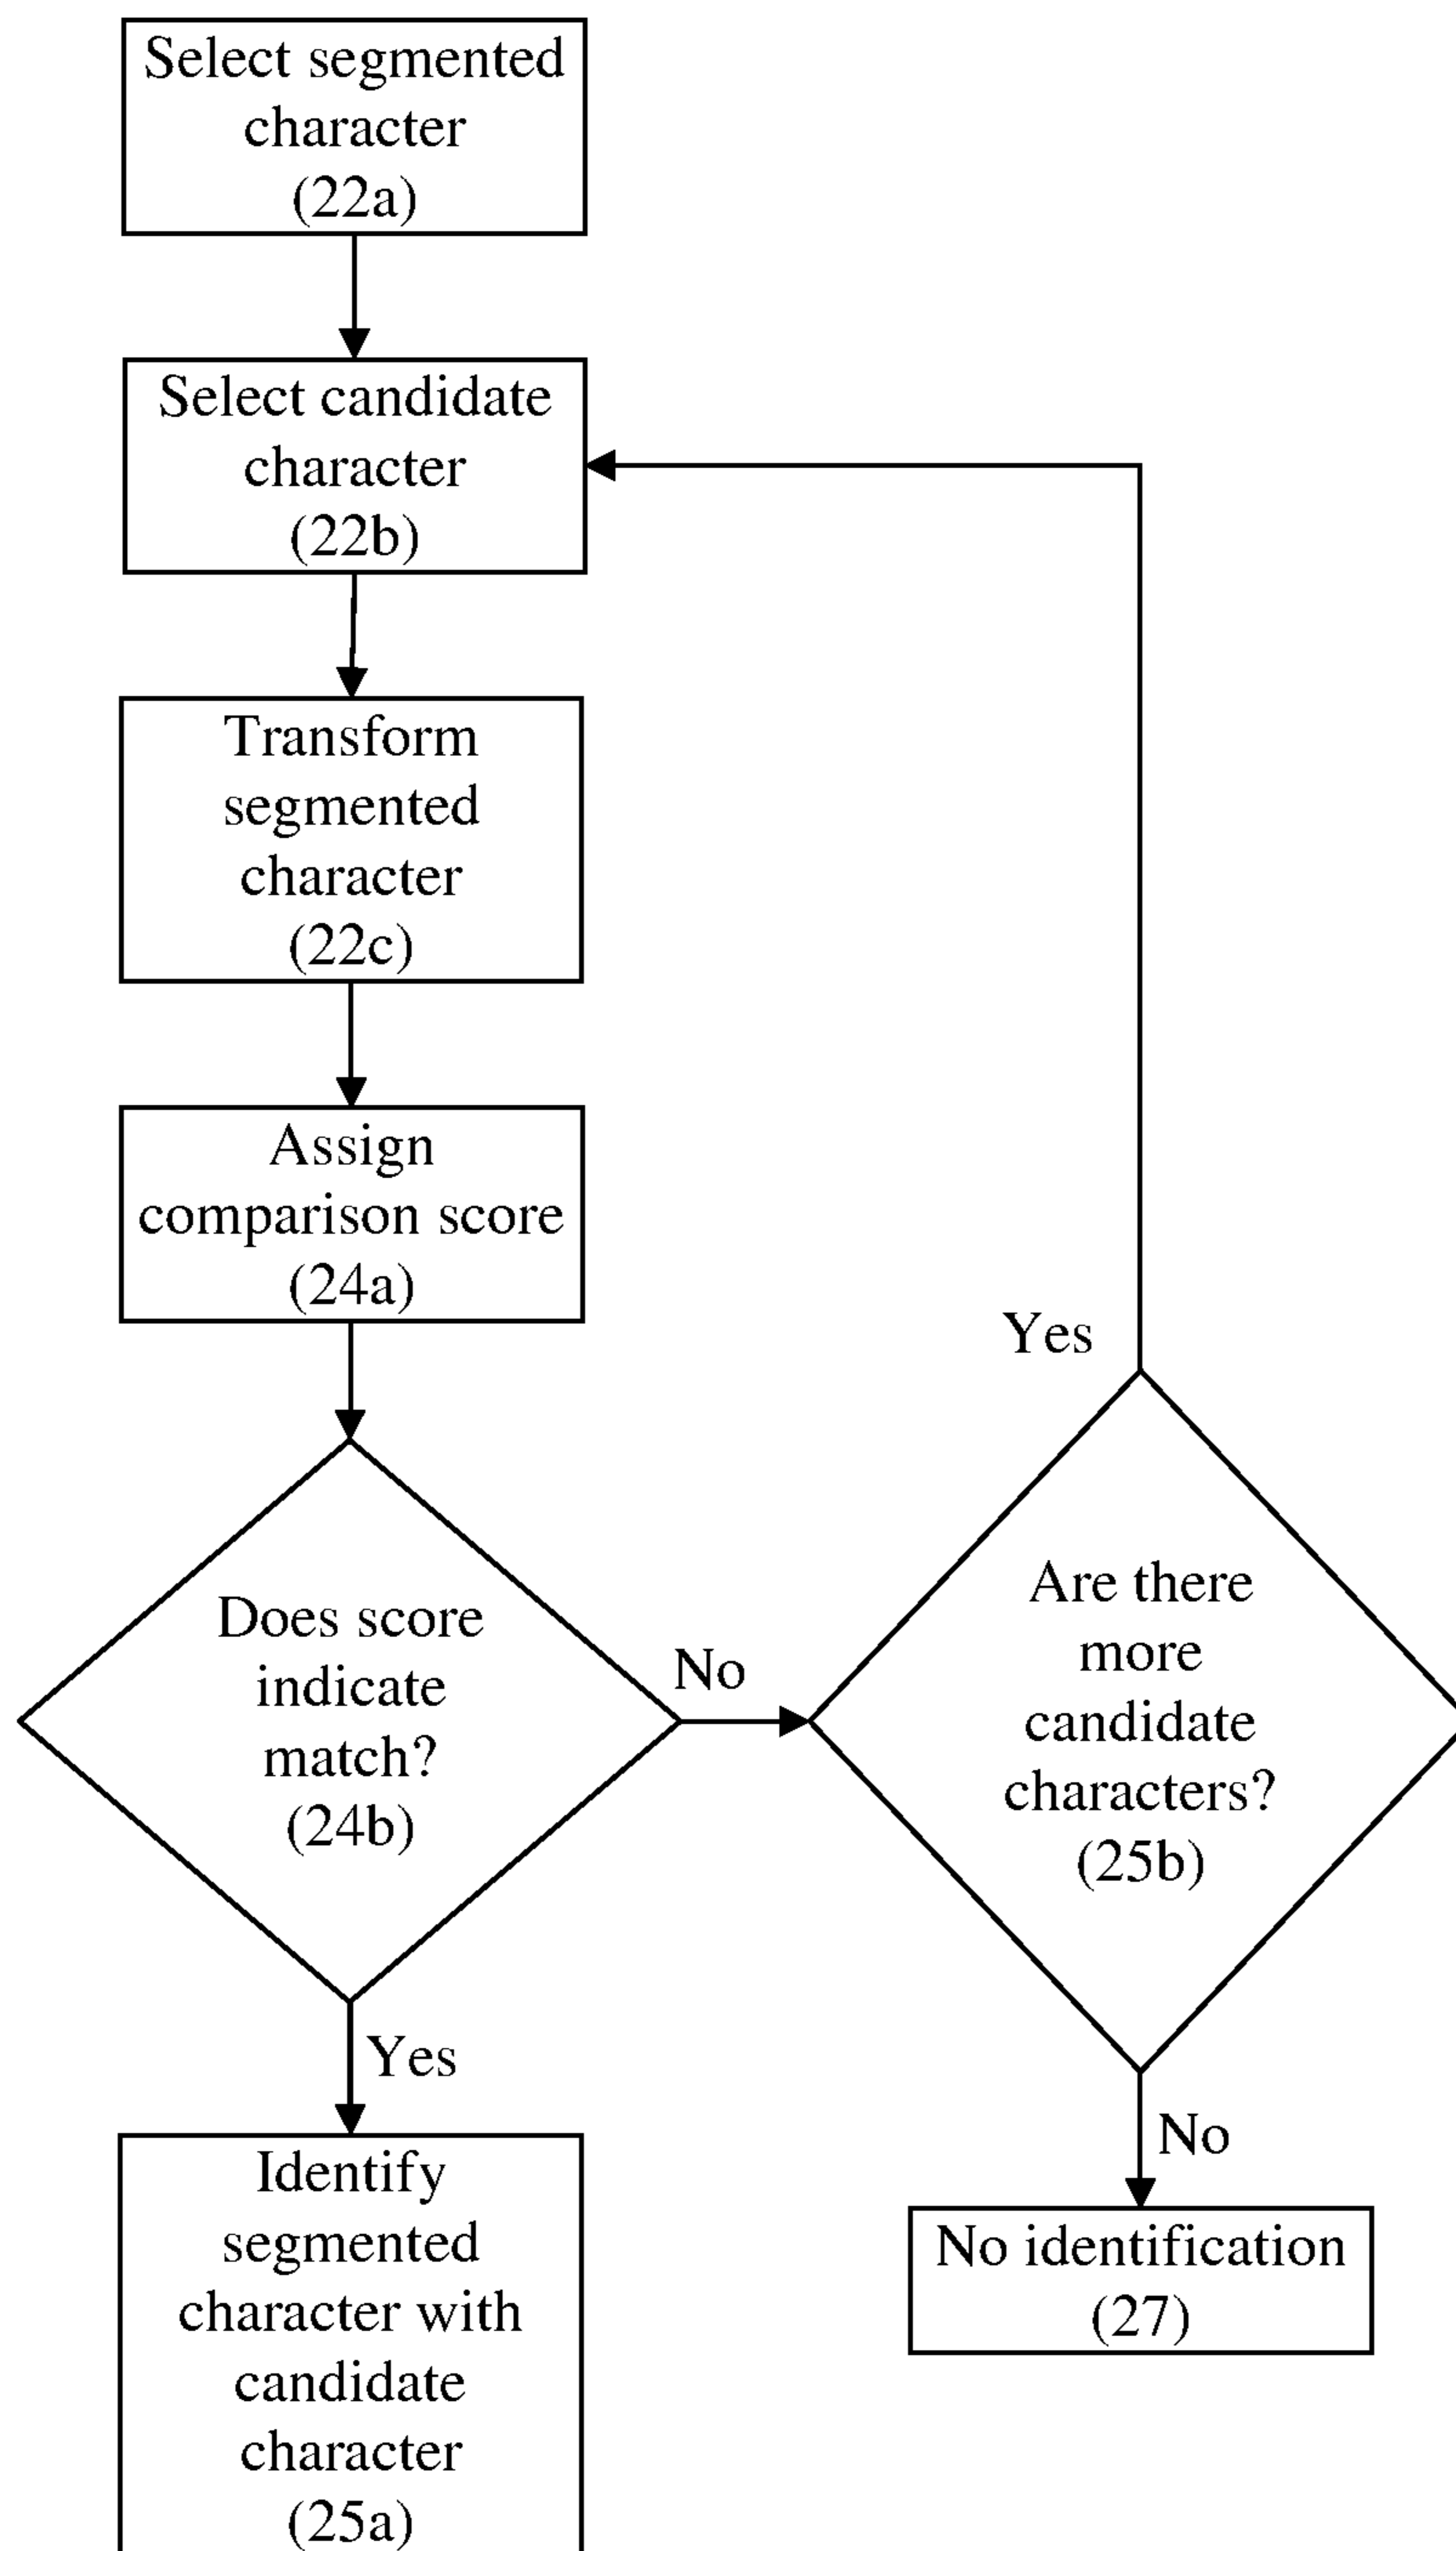 Select segmented
character
(22a)
Select candidate
character
(22b)
Transform
segmented
character
(22c)
Assign
comparison score
(24a)
Does score
indicate
match?
(24b)
No
Yes
Are there
more
candidate
characters?
(25b)
Yes
Identify
segmented
character with
candidate
character
(25a)
No
No identification
(27)